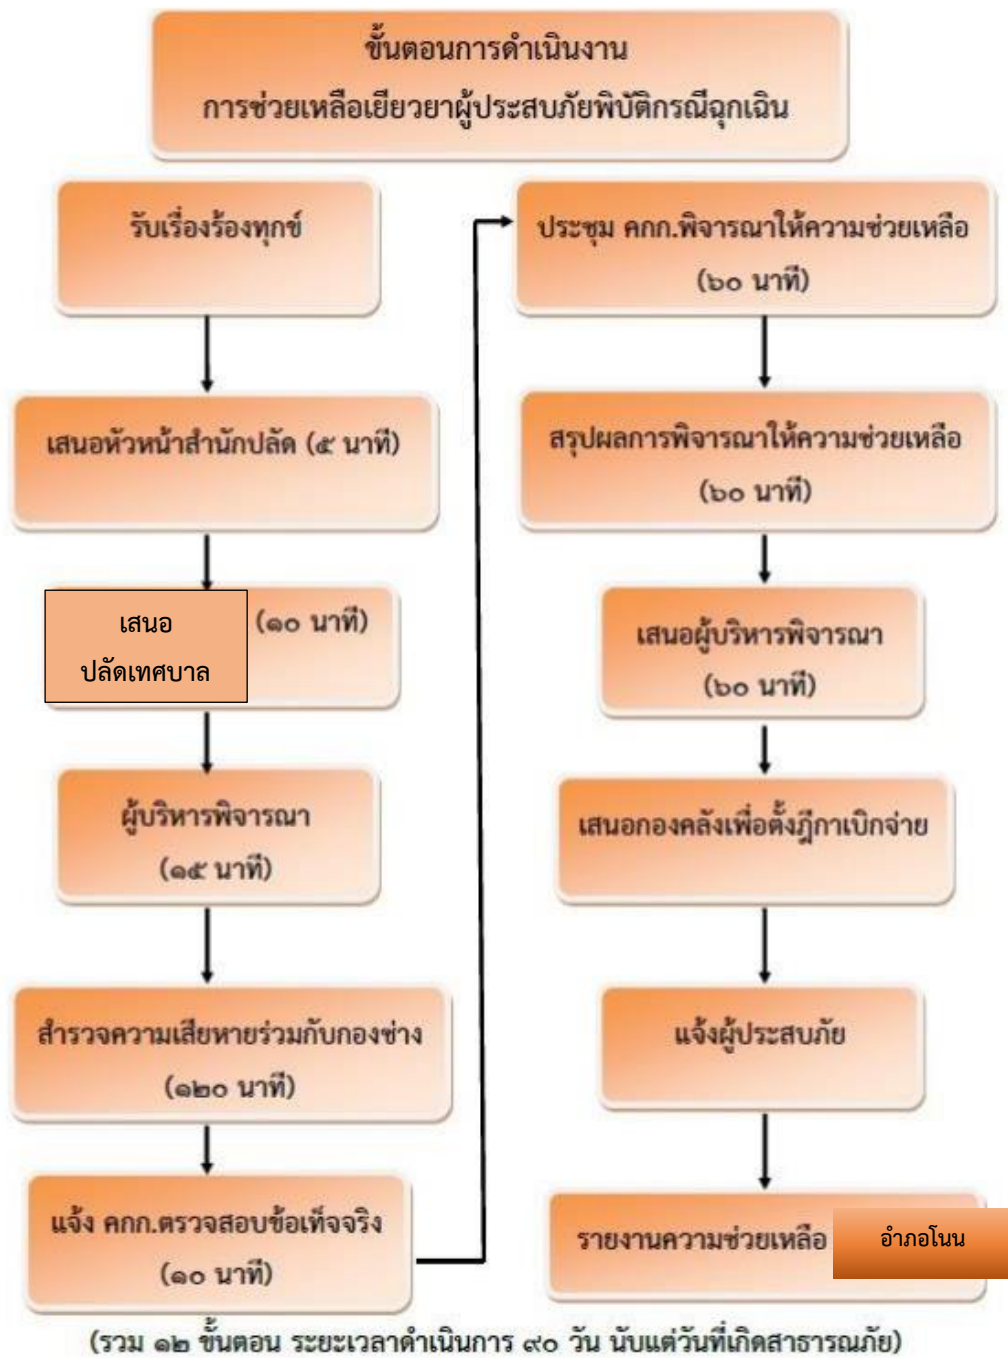 ขั้นตอนการดำเนินงาน
การช่วยเหลือเยียวยาผู้ประสบภัยพิบัติกรณีฉุกเฉิน
รับเรื่องร้องทุกข์
เสนอหัวหน้าสำนักปลัด (๕ นาที)
เสนอ
ปลัดเทศบาล
(๑๐ นาที)
ผู้บริหารพิจารณา
(๑๕ นาที)
สำรวจความเสียหายร่วมกับกองช่าง
(๑๒๐ นาที)
แจ้ง คกก.ตรวจสอบข้อเท็จจริง
(๑๐ นาที)
ประชุม คกก.พิจารณาให้ความช่วยเหลือ
(๖๐ นาที)
สรุปผลการพิจารณาให้ความช่วยเหลือ
(๖๐ นาที)
เสนอผู้บริหารพิจารณา
(๖๐ นาที)
เสนอกองคลังเพื่อตั้งฎีกาเบิกจ่าย
แจ้งผู้ประสบภัย
รายงานความช่วยเหลือ
อำภอโนน
(รวม ๑๒ ขั้นตอน ระยะเวลาดำเนินการ ๙๐ วัน นับแต่วันที่เกิดสาธารณภัย)